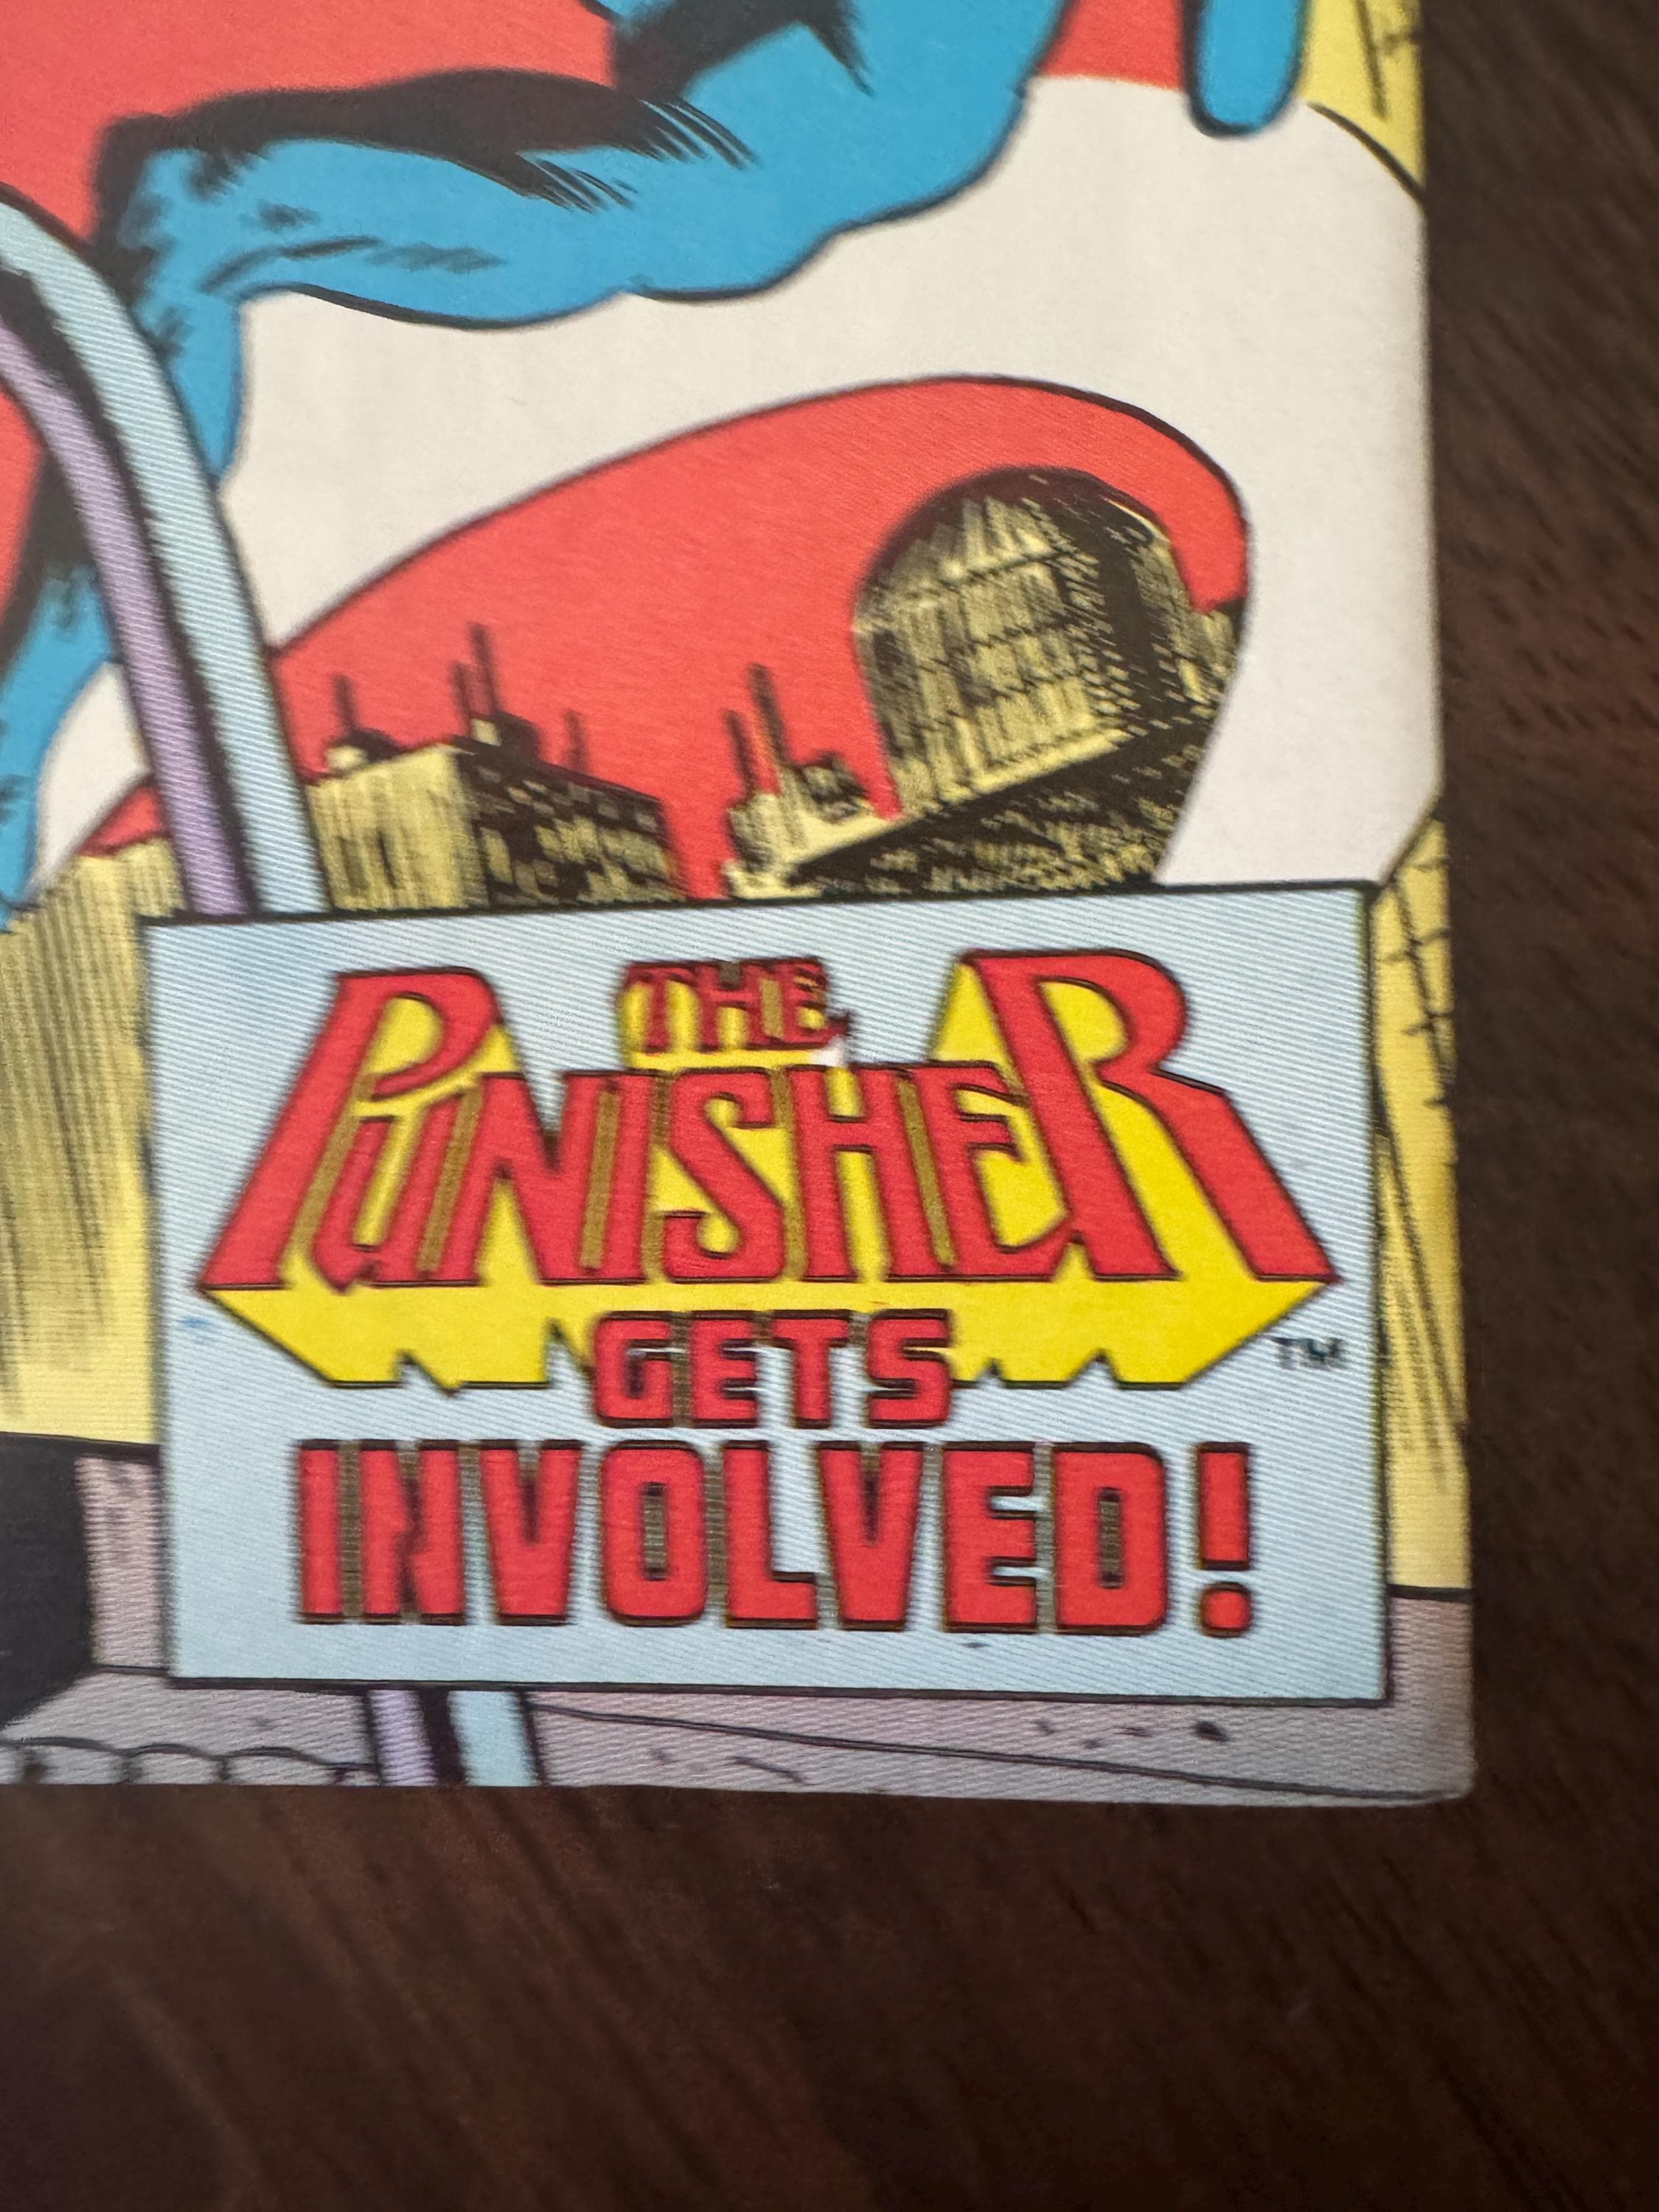 THE
PUNISHER
TM
GETS
INVOLVED!